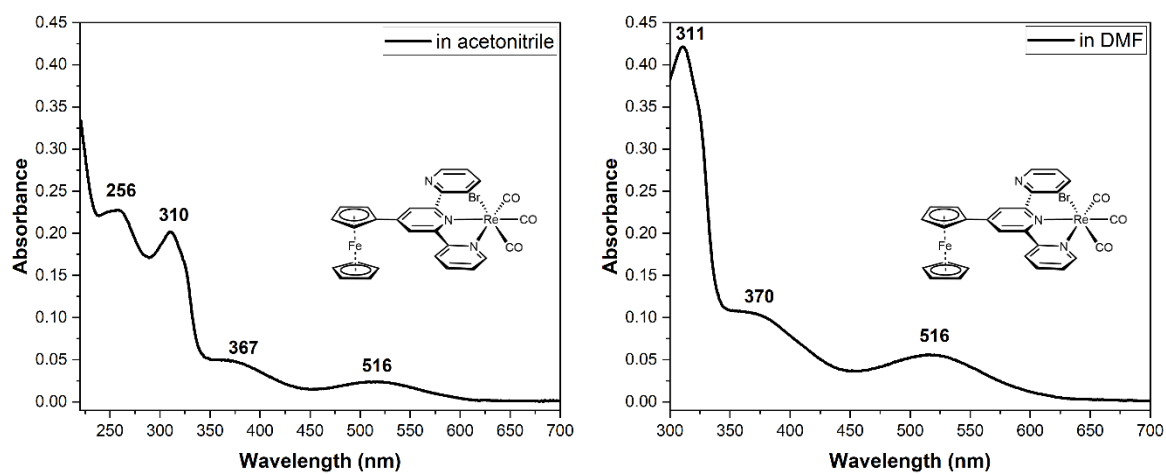 0.45
0.40
0.35
0.30
0.25
0.20
0.15
0.10
0.05
0.00
Absorbance
in acetonitrile
256
310
367
516
N
Br
CO
N
Re
CO
Fe
N
CO
250
300
350
400
450
500
550
600
650
700
Wavelength (nm)
0.45
0.40
0.35
0.30
0.25
0.20
0.15
0.10
0.05
0.00
Absorbance
311
in DMF
370
516
N
Br
CO
N
Re
CO
Fe
N
CO
300
350
400
450
500
550
600
650
700
Wavelength (nm)